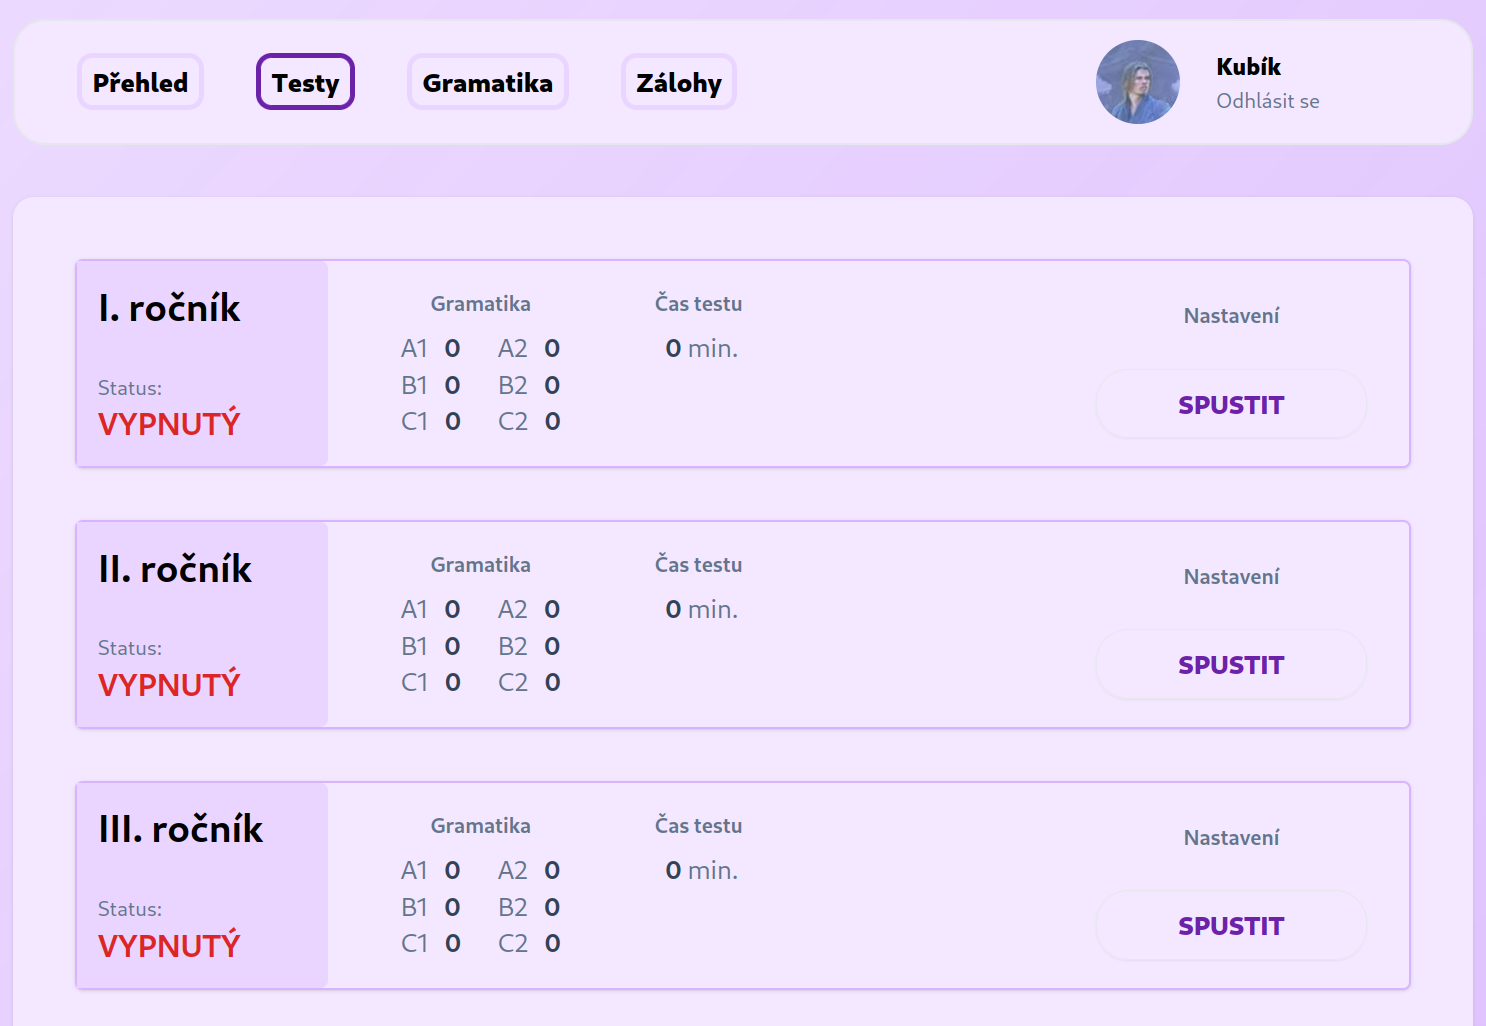 Přehled
Testy
Gramatika
Zálohy
Kubík
Odhlásit se
I. ročník
Status:
VYPNUTÝ
Gramatika
A1 0 A2 0
B1 0 B2 0
C1 0 C2 0
Čas testu
0 min.
Nastavení
SPUSTIT
II. ročník
Status:
VYPNUTÝ
Gramatika
A1 0 A2 0
B1 0 B2 0
C1 0 C2 0
Čas testu
0 min.
Nastavení
SPUSTIT
III. ročník
Status:
VYPNUTÝ
Gramatika
A1 0 A2 0
B1 0 B2 0
C1 0 C2 0
Čas testu
0 min.
Nastavení
SPUSTIT